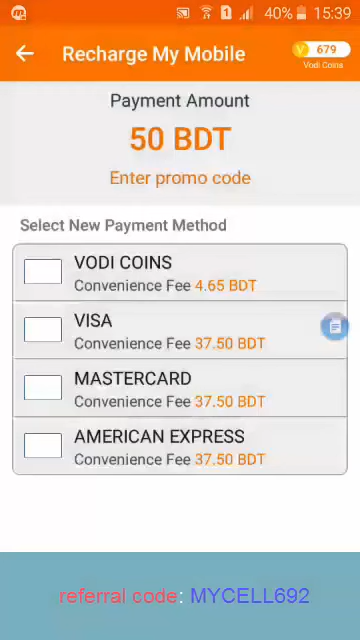 1 40% 15:39
Recharge My Mobile
V 679
Vodi Coins
Payment Amount
50 BDT
Enter promo code
Select New Payment Method
VODI COINS
Convenience Fee 4.65 BDT
VISA
Convenience Fee 37.50 BDT
MASTERCARD
Convenience Fee 37.50 BDT
AMERICAN EXPRESS
Convenience Fee 37.50 BDT
referral code: MYCELL692